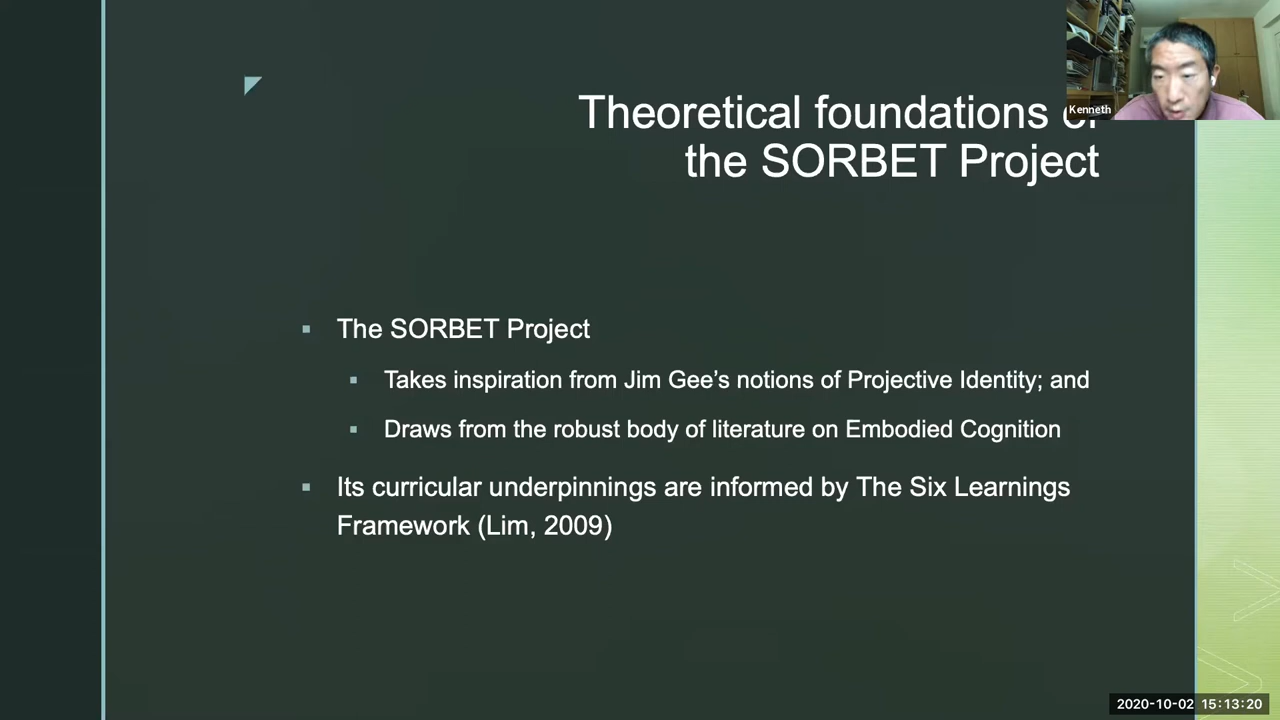 Theoretical foundations
the SORBET Project
Kenneth
▪ The SORBET Project
▪ Takes inspiration from Jim Gee’s notions of Projective Identity; and
▪ Draws from the robust body of literature on Embodied Cognition
▪ Its curricular underpinnings are informed by The Six Learnings
Framework (Lim, 2009)
2020-10-02 15:13:20